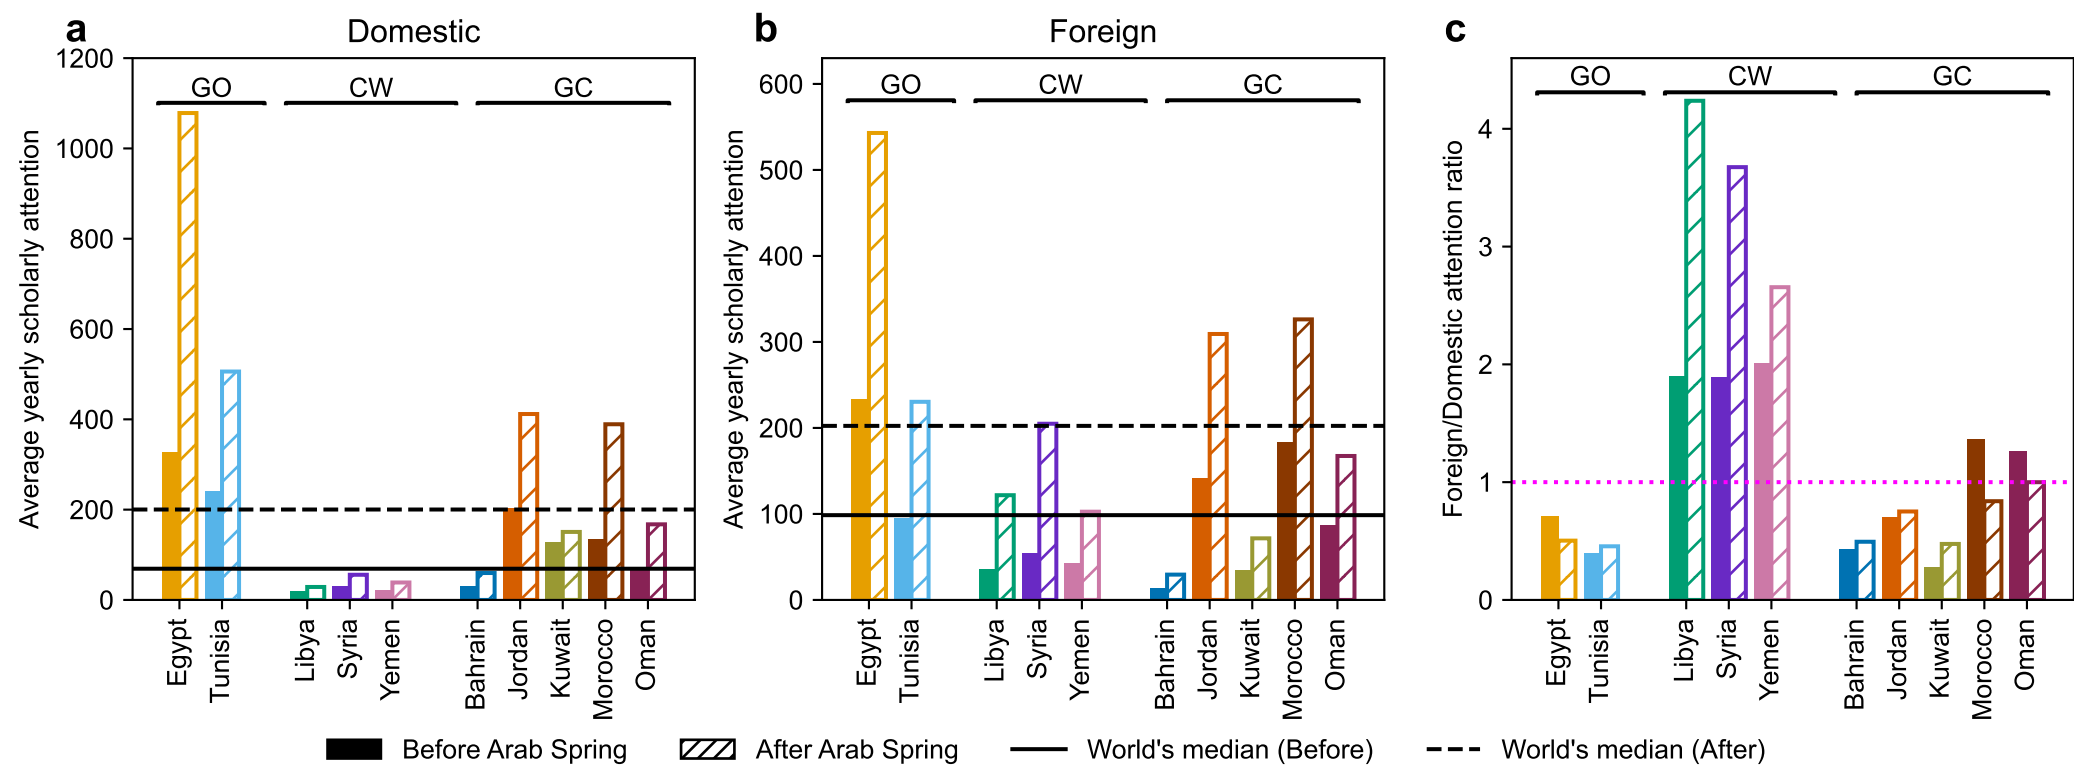 a
Domestic
1200
1000
800
600
400
200
0
Average yearly scholarly attention
GO
CW
GC
Egypt
Tunisia
Libya
Syria
Yemen
Bahrain
Jordan
Kuwait
Morocco
Oman
b
Foreign
600
500
400
300
200
100
0
Average yearly scholarly attention
GO
CW
GC
Egypt
Tunisia
Libya
Syria
Yemen
Bahrain
Jordan
Kuwait
Morocco
Oman
c
4
3
2
1
0
Foreign/Domestic attention ratio
GO
CW
GC
Egypt
Tunisia
Libya
Syria
Yemen
Bahrain
Jordan
Kuwait
Morocco
Oman
Before Arab Spring
After Arab Spring
World's median (Before)
World's median (After)